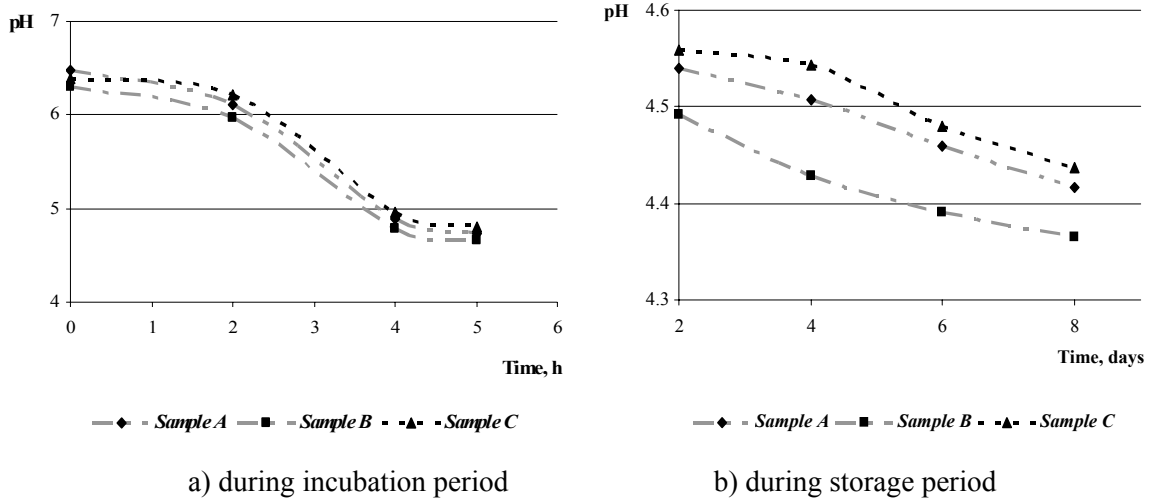 pH
7
6
5
4
0 1 2 3 4 5 6
Time, h
Sample A Sample B Sample C
a) during incubation period
pH
4.6
4.5
4.4
4.3
2 4 6 8
Time, days
Sample A Sample B Sample C
b) during storage period